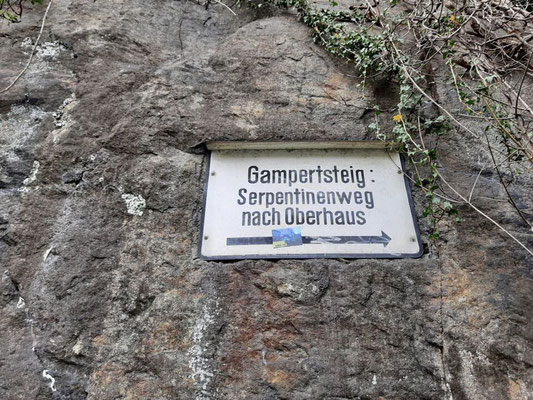 Gampertsteig:
Serpentinenweg
nach Oberhaus